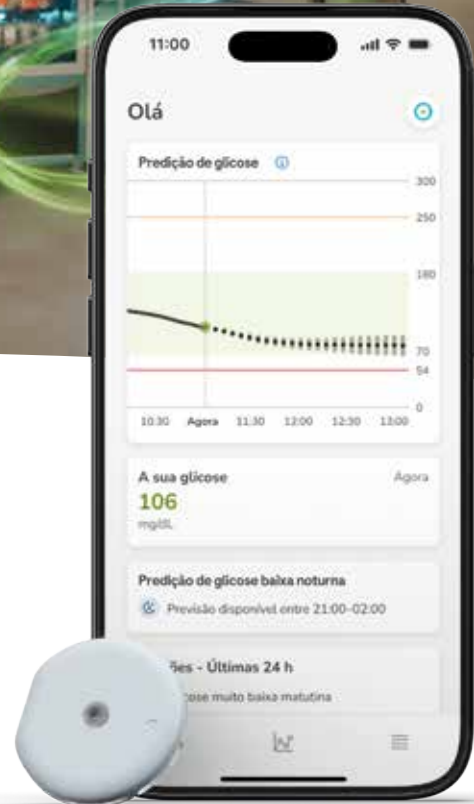 11:00
Olá
Predição de glicose
300
250
180
70
54
0
10:30 Agora 11:30 12:00 12:30 13:00
A sua glicose Agora
106
mg/dL
Predição de glicose baixa noturna
Previsão disponível entre 21:00-02:00
ões - Últimas 24 h
cose muito baixa matutina